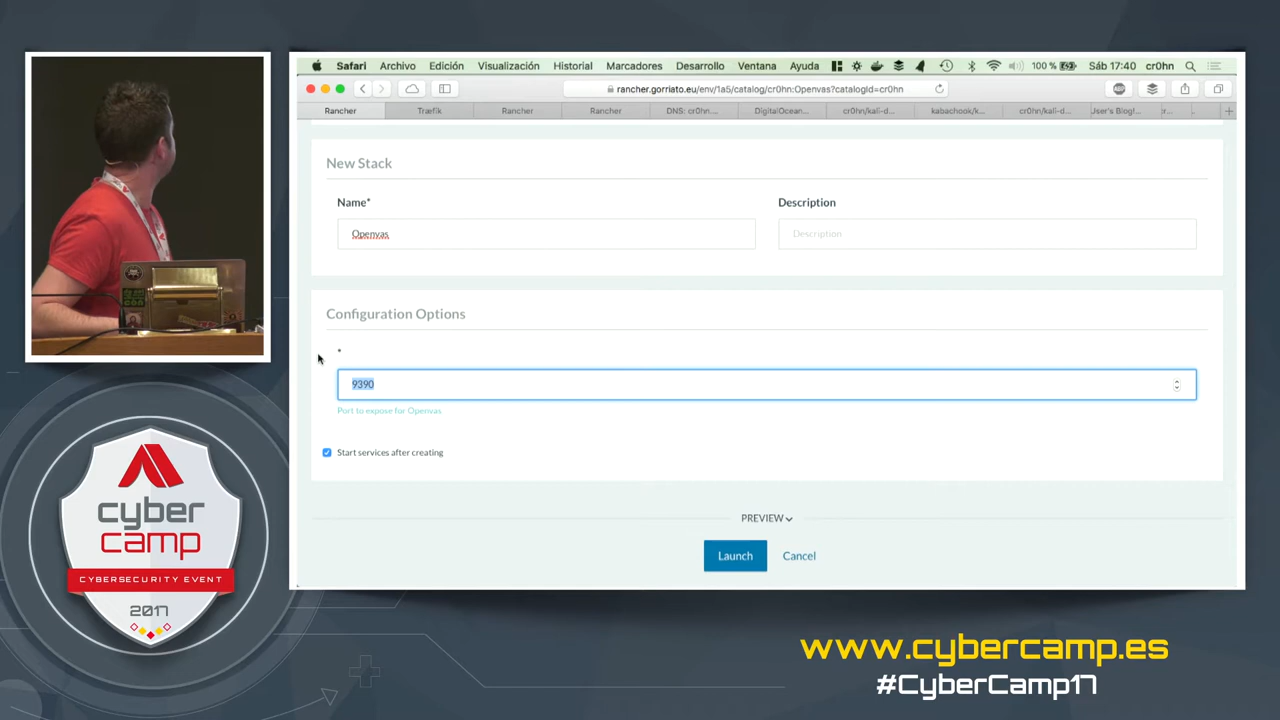 Safari Archivo Edición Visualización Historial Marcadores Desarrollo Ventana Ayuda 100 % Sáb 17:40 cr0hn
rancher.gorriato.eu/env/1a5/catalog/cr0hn:Openvas?catalogId=cr0hn
Rancher Træfik Rancher Rancher DNS: cr0hn.... DigitalOcean... cr0hn/kali-d... kabachook/k... cr0hn/kali-d... User's Blog!...
New Stack
Name* Description
Openvas Description
Configuration Options
*
9390
Port to expose for Openvas
Start services after creating
PREVIEW
Launch Cancel
cyber
camp
CYBERSECURITY EVENT
2017
www.cybercamp.es
#CyberCamp17